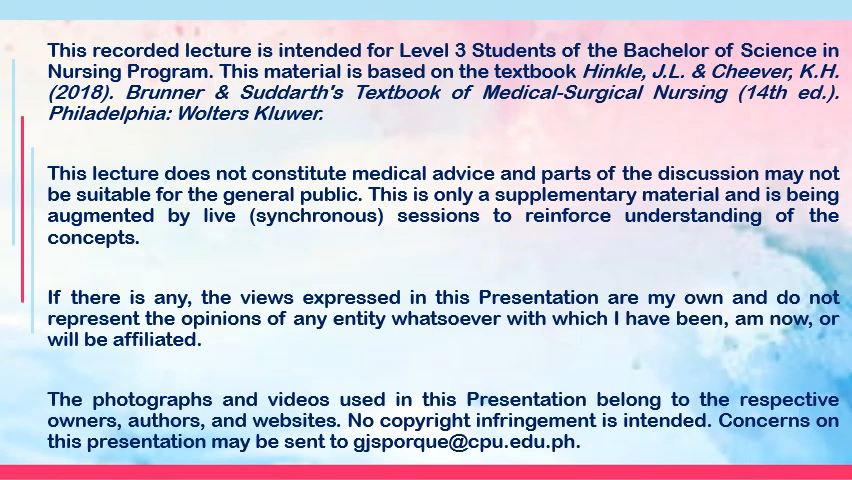 This recorded lecture is intended for Level 3 Students of the Bachelor of Science in
Nursing Program. This material is based on the textbook Hinkle, J.L. & Cheever, K.H.
(2018). Brunner & Suddarth's Textbook of Medical-Surgical Nursing (14th ed.).
Philadelphia: Wolters Kluwer.
This lecture does not constitute medical advice and parts of the discussion may not
be suitable for the general public. This is only a supplementary material and is being
augmented by live (synchronous) sessions to reinforce understanding of the
concepts.
If there is any, the views expressed in this Presentation are my own and do not
represent the opinions of any entity whatsoever with which I have been, am now, or
will be affiliated.
The photographs and videos used in this Presentation belong to the respective
owners, authors, and websites. No copyright infringement is intended. Concerns on
this presentation may be sent to gjsporque@cpu.edu.ph.